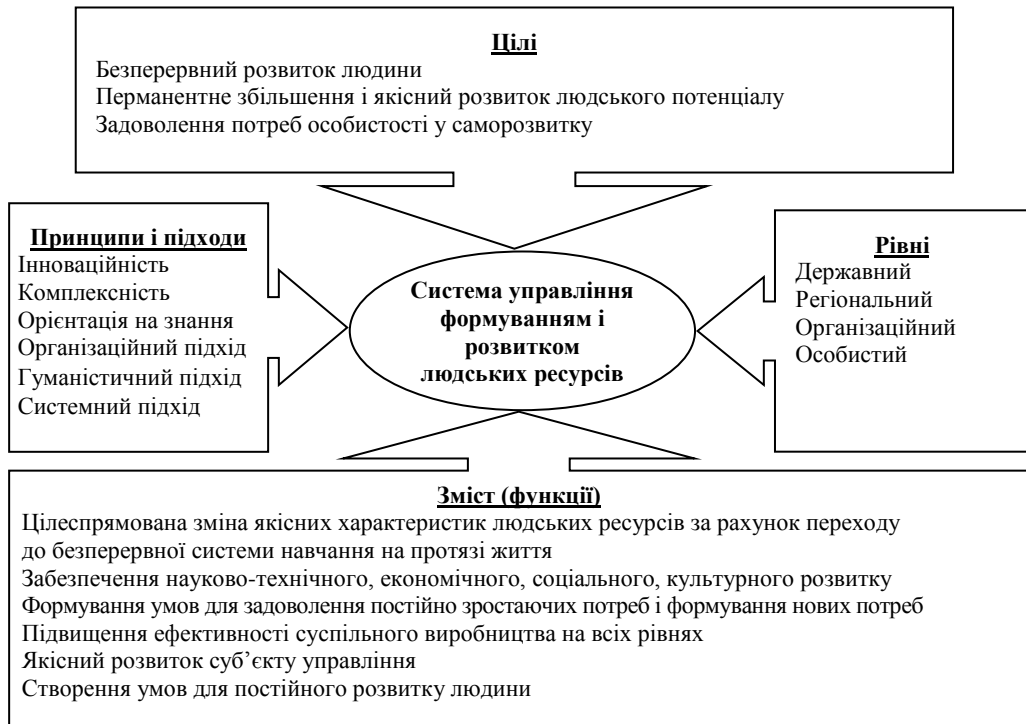 Цілі
Безперервний розвиток людини
Перманентне збільшення і якісний розвиток людського потенціалу
Задоволення потреб особистості у саморозвитку
Принципи і підходи
Інноваційність
Комплексність
Орієнтація на знання
Організаційний підхід
Гуманістичний підхід
Системний підхід
Система управління
формуванням і
розвитком
людських ресурсів
Рівні
Державний
Регіональний
Організаційний
Особистий
Зміст (функції)
Цілеспрямована зміна якісних характеристик людських ресурсів за рахунок переходу
до безперервної системи навчання на протязі життя
Забезпечення науково-технічного, економічного, соціального, культурного розвитку
Формування умов для задоволення постійно зростаючих потреб і формування нових потреб
Підвищення ефективності суспільного виробництва на всіх рівнях
Якісний розвиток суб’єкту управління
Створення умов для постійного розвитку людини